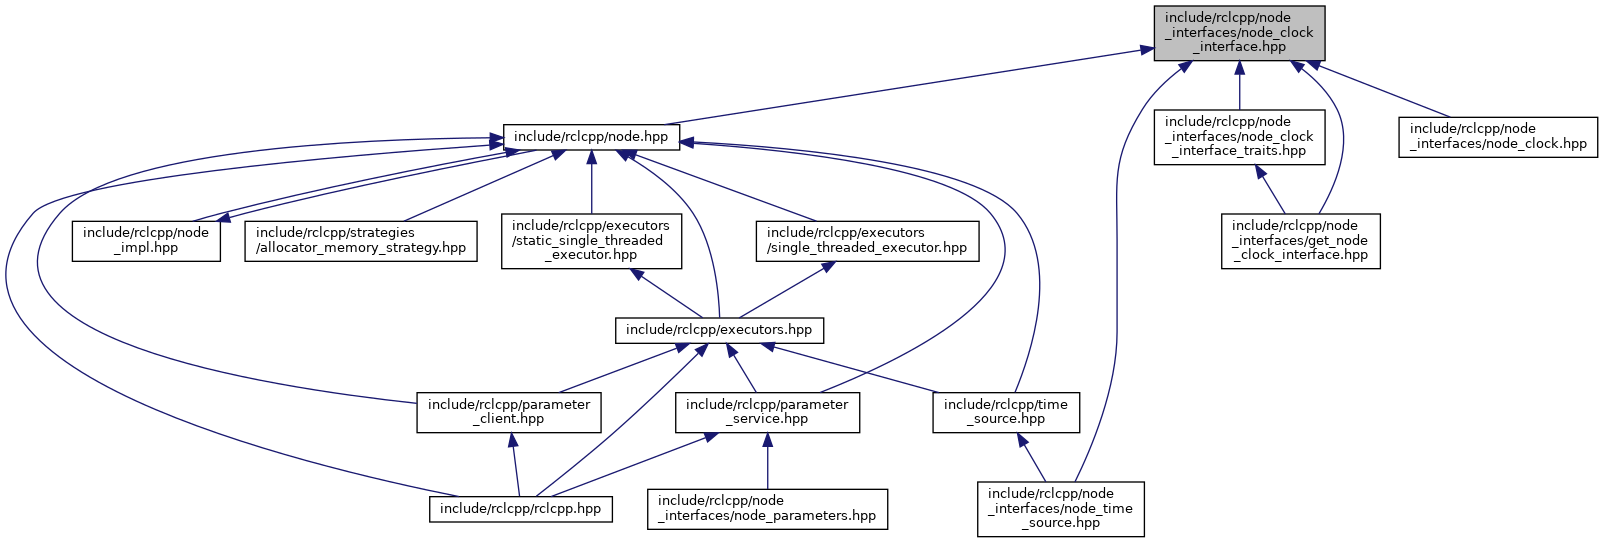 include/rclcpp/node
_interfaces/node_clock
_interface.hpp
include/rclcpp/node.hpp
include/rclcpp/node
_interfaces/node_clock
_interface_traits.hpp
include/rclcpp/node
_interfaces/node_clock.hpp
include/rclcpp/node
_impl.hpp
include/rclcpp/strategies
/allocator_memory_strategy.hpp
include/rclcpp/executors
/static_single_threaded
_executor.hpp
include/rclcpp/executors
/single_threaded_executor.hpp
include/rclcpp/node
_interfaces/get_node
_clock_interface.hpp
include/rclcpp/executors.hpp
include/rclcpp/parameter
_client.hpp
include/rclcpp/parameter
_service.hpp
include/rclcpp/time
_source.hpp
include/rclcpp/rclcpp.hpp
include/rclcpp/node
_interfaces/node_parameters.hpp
include/rclcpp/node
_interfaces/node_time
_source.hpp